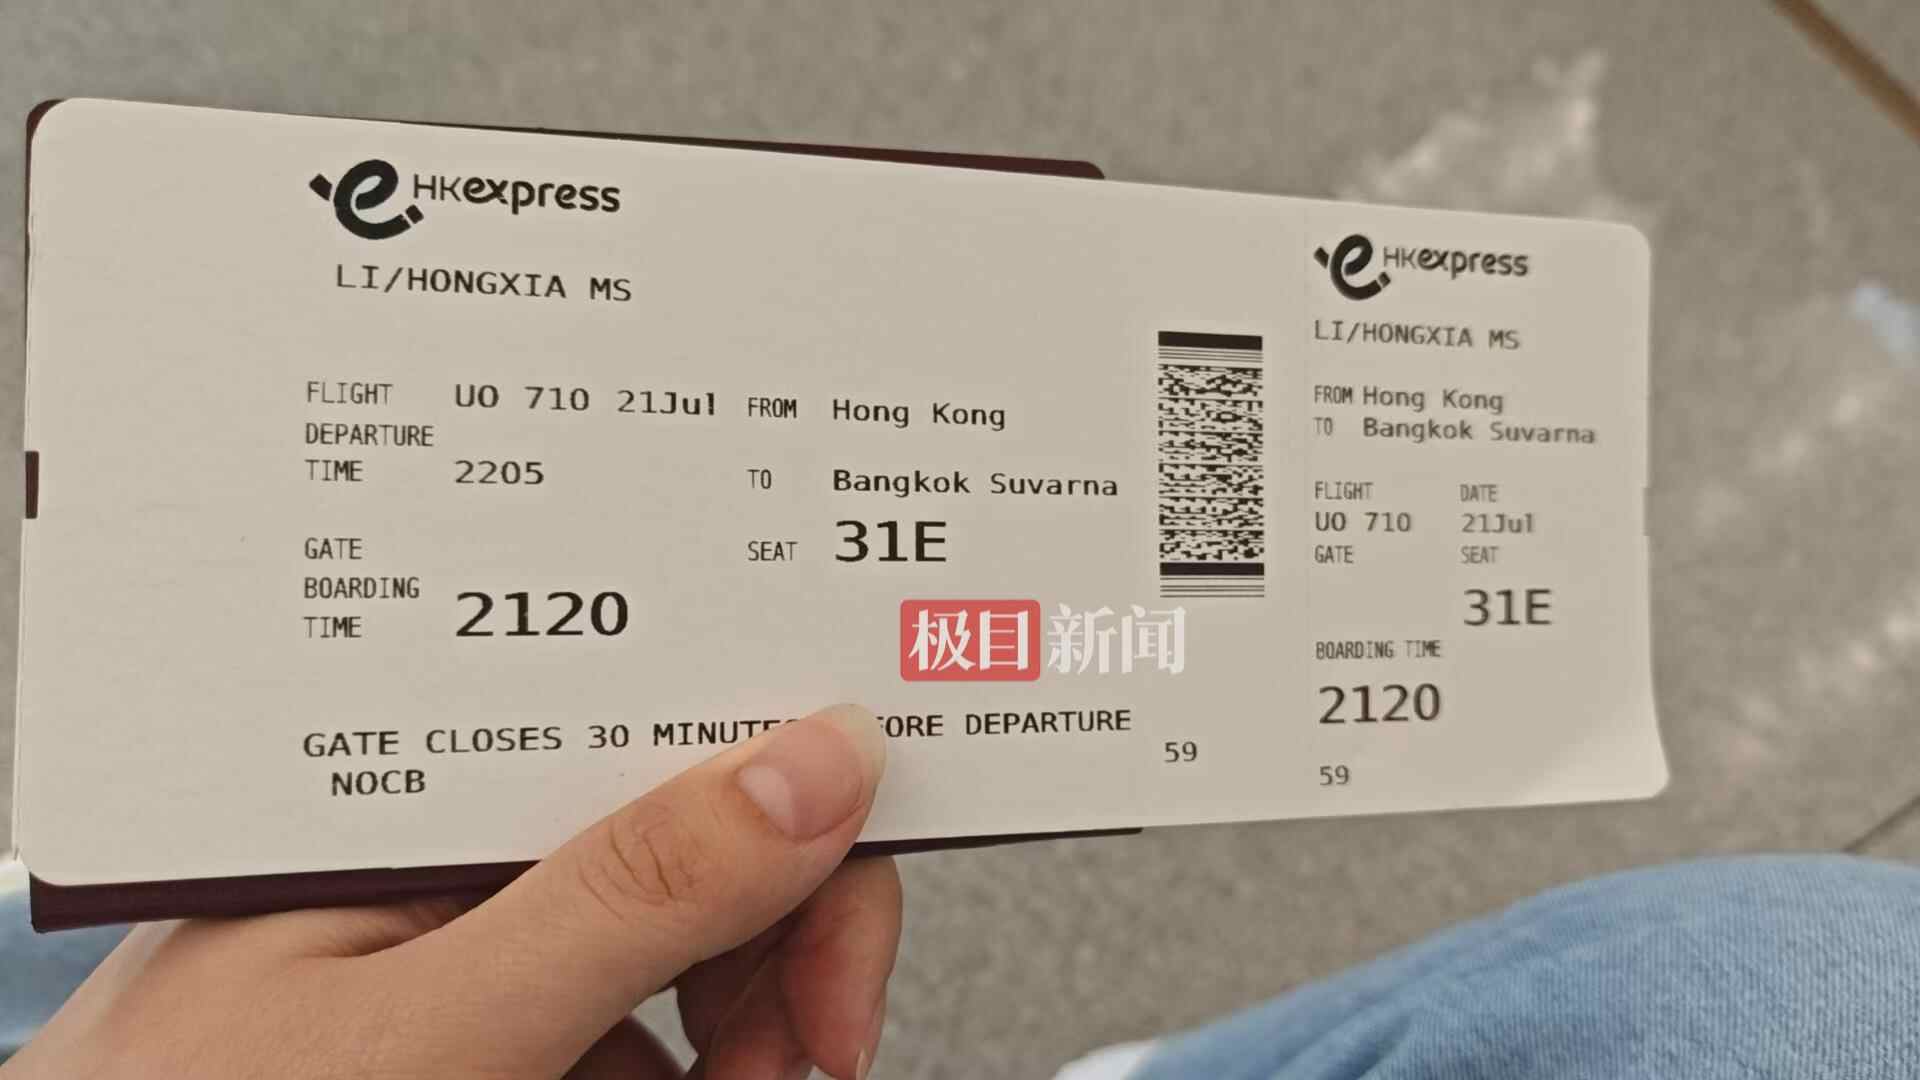 HKexpress
LI/HONGXIA MS
FLIGHT UO 710 21Jul FROM Hong Kong
DEPARTURE
TIME 2205 TO Bangkok Suvarna
GATE SEAT 31E
BOARDING
TIME 2120
极目新闻
GATE CLOSES 30 MINUTES BEFORE DEPARTURE
59
NOCB
HKexpress
LI/HONGXIA MS
FROM Hong Kong
TO Bangkok Suvarna
FLIGHT DATE
UO 710 21Jul
GATE SEAT
31E
BOARDING TIME
2120
59